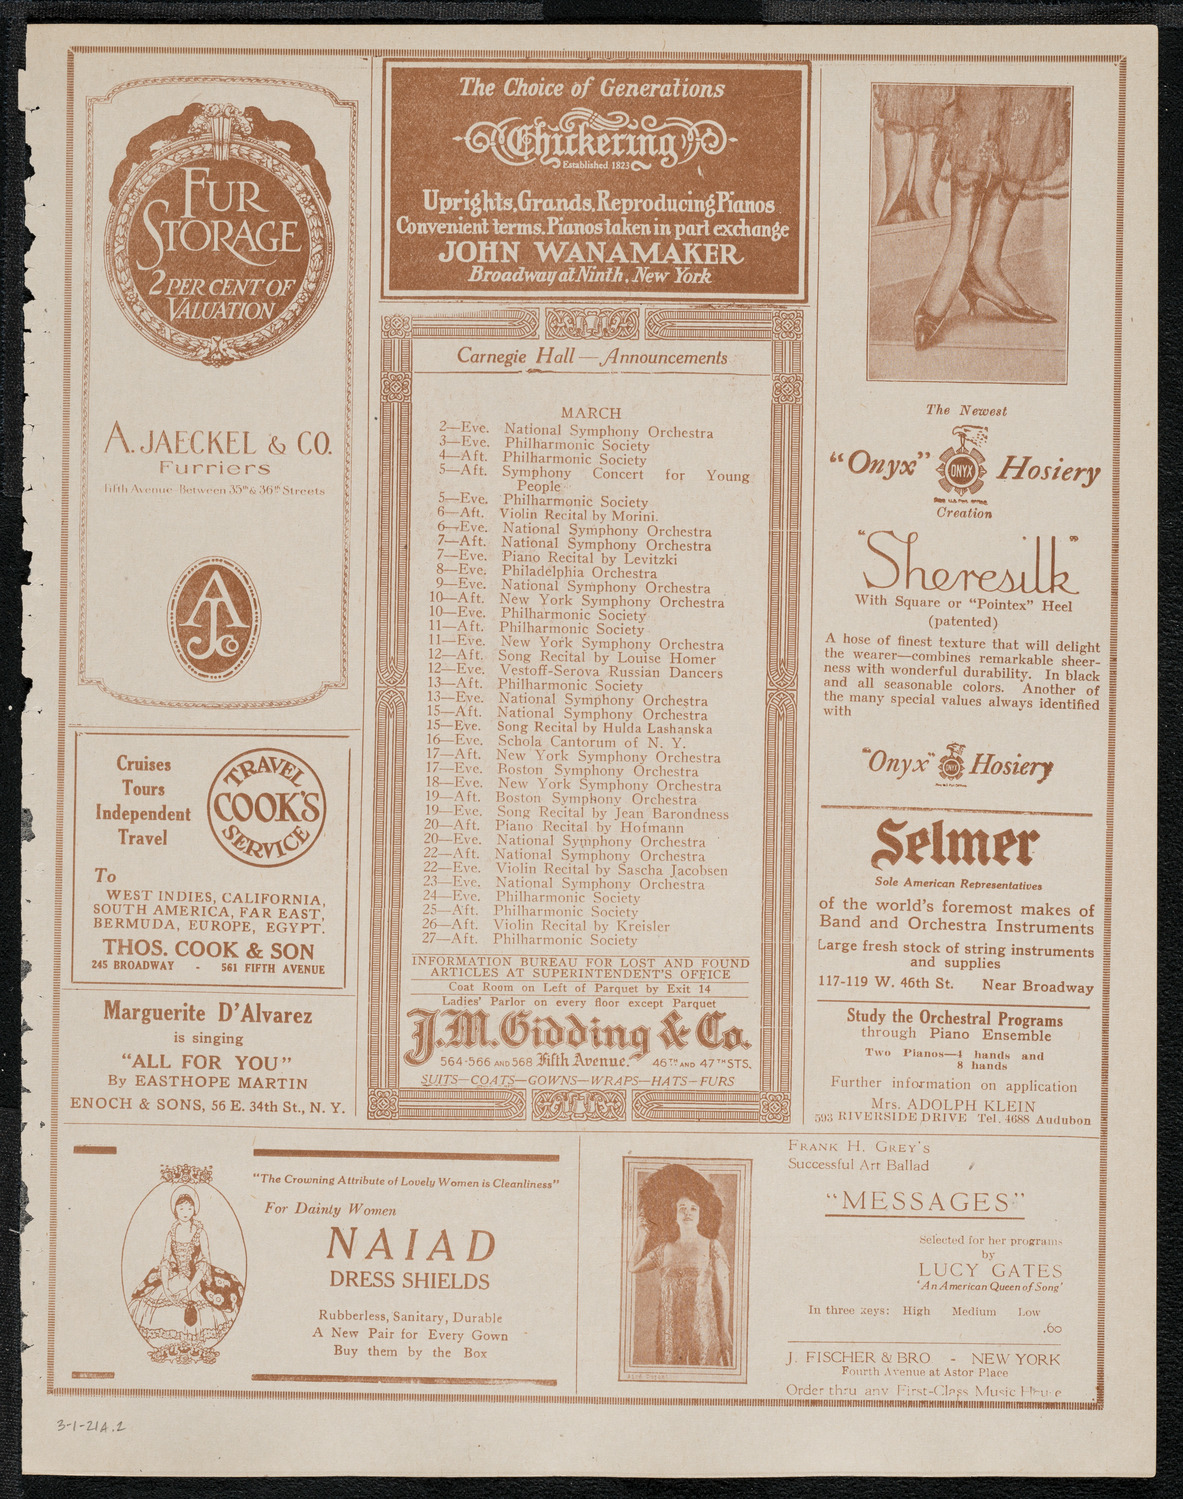 FUR
STORAGE
2 PER CENT OF
VALUATION
A. JAECKEL & CO.
Furriers
Fifth Avenue-Between 35th & 36th Streets
A J Co
Cruises
Tours
Independent
Travel
TRAVEL
COOK'S
SERVICE
To
WEST INDIES, CALIFORNIA,
SOUTH AMERICA, FAR EAST,
BERMUDA, EUROPE, EGYPT.
THOS. COOK & SON
245 BROADWAY - 561 FIFTH AVENUE
Marguerite D'Alvarez
is singing
"ALL FOR YOU"
By EASTHOPE MARTIN
ENOCH & SONS, 56 E. 34th St., N. Y.
The Choice of Generations
Chickering
Established 1823
Uprights, Grands, Reproducing Pianos
Convenient terms. Pianos taken in part exchange
JOHN WANAMAKER
Broadway at Ninth, New York
Carnegie Hall—Announcements
MARCH
2—Eve. National Symphony Orchestra
3—Eve. Philharmonic Society
4—Aft. Philharmonic Society
5—Aft. Symphony Concert for Young
People
5—Eve. Philharmonic Society
6—Aft. Violin Recital by Morini.
6—Eve. National Symphony Orchestra
7—Aft. National Symphony Orchestra
7—Eve. Piano Recital by Levitzki
8—Eve. Philadelphia Orchestra
9—Eve. National Symphony Orchestra
10—Aft. New York Symphony Orchestra
10—Eve. Philharmonic Society
11—Aft. Philharmonic Society
11—Eve. New York Symphony Orchestra
12—Aft. Song Recital by Louise Homer
12—Eve. Vestoff-Serova Russian Dancers
13—Aft. Philharmonic Society
13—Eve. National Symphony Orchestra
15—Aft. National Symphony Orchestra
15—Eve. Song Recital by Hulda Lashanska
16—Eve. Schola Cantorum of N. Y.
17—Aft. New York Symphony Orchestra
17—Eve. Boston Symphony Orchestra
18—Eve. New York Symphony Orchestra
19—Aft. Boston Symphony Orchestra
19—Eve. Song Recital by Jean Barondness
20—Aft. Piano Recital by Hofmann
20—Eve. National Symphony Orchestra
22—Aft. National Symphony Orchestra
22—Eve. Violin Recital by Sascha Jacobsen
23—Eve. National Symphony Orchestra
24—Eve. Philharmonic Society
25—Aft. Philharmonic Society
26—Aft. Violin Recital by Kreisler
27—Aft. Philharmonic Society
INFORMATION BUREAU FOR LOST AND FOUND
ARTICLES AT SUPERINTENDENT'S OFFICE
Coat Room on Left of Parquet by Exit 14
Ladies' Parlor on every floor except Parquet
J.M. Gidding & Co.
564-566 AND 568 Fifth Avenue. 46TH AND 47TH STS.
SUITS—COATS—GOWNS—WRAPS—HATS—FURS
The Newest
"Onyx" ONYX Hosiery
Creation
"Sheresilk"
With Square or "Pointex" Heel
(patented)
A hose of finest texture that will delight
the wearer—combines remarkable sheer-
ness with wonderful durability. In black
and all seasonable colors. Another of
the many special values always identified
with
"Onyx" ONYX Hosiery
Selmer
Sole American Representatives
of the world's foremost makes of
Band and Orchestra Instruments
Large fresh stock of string instruments
and supplies
117-119 W. 46th St. Near Broadway
Study the Orchestral Programs
through Piano Ensemble
Two Pianos—4 hands and
8 hands
Further information on application
Mrs. ADOLPH KLEIN
593 RIVERSIDE DRIVE Tel. 4688 Audubon
"The Crowning Attribute of Lovely Women is Cleanliness"
For Dainty Women
NAIAD
DRESS SHIELDS
Rubberless, Sanitary, Durable
A New Pair for Every Gown
Buy them by the Box
FRANK H. GREY'S
Successful Art Ballad
"MESSAGES"
Selected for her programs
by
LUCY GATES
'An American Queen of Song'
In three keys: High Medium Low
.60
J. FISCHER & BRO. - NEW YORK
Fourth Avenue at Astor Place
Order thru any First-Class Music House
3-1-21A.2